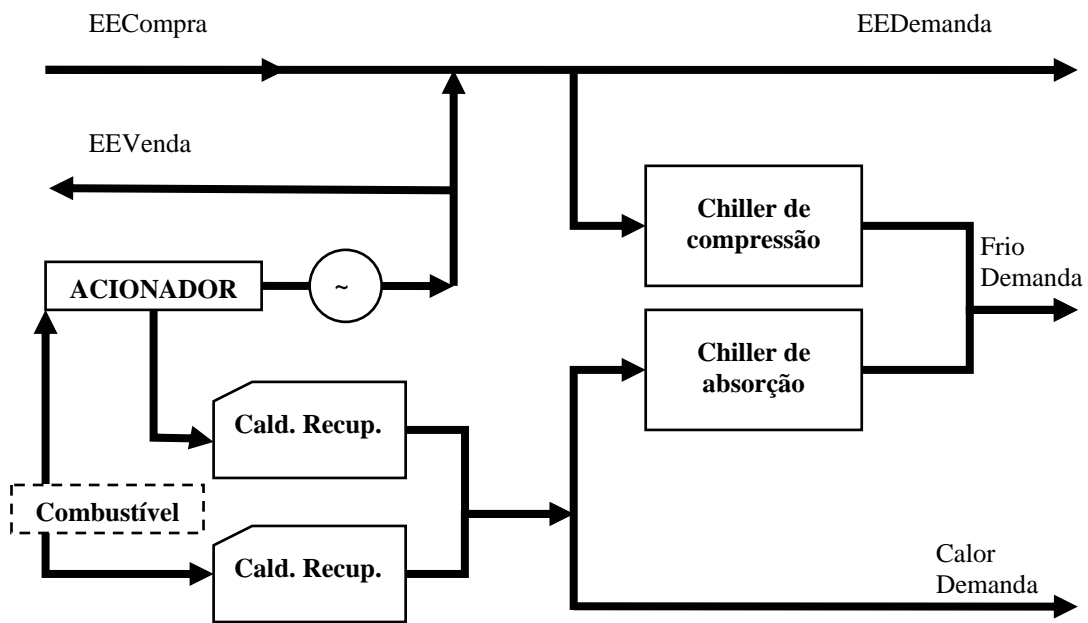 EECompra
EEDemanda
EEVenda
Chiller de
compressão
Frio
Demanda
ACIONADOR
~
Chiller de
absorção
Cald. Recup.
Combustível
Cald. Recup.
Calor
Demanda